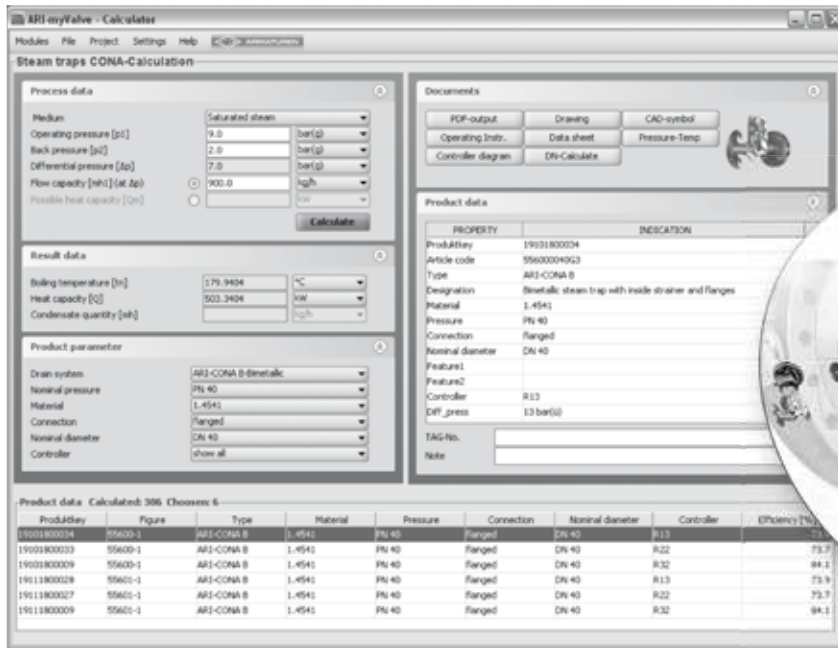 ARI-myValve - Calculator
Modules File Project Settings Help ARMATUREN
Steam traps CONA-Calculation
Process data
Medium Saturated steam
Operating pressure [p1] 9.0 bar(g)
Back pressure [p2] 2.0 bar(g)
Differential pressure [Δp] 7.0 bar(g)
Flow capacity [mh1] (at Δp) 900.0 kg/h
Possible heat capacity [Qm] kW
Calculate
Result data
Boiling temperature [tn] 179.9404 °C
Heat capacity [Q] 503.3404 kW
Condensate quantity [mh] kg/h
Product parameter
Drain system ARI-CONA B-Bimetallic
Nominal pressure PN 40
Material 1.4541
Connection flanged
Nominal diameter DN 40
Controller show all
Documents
PDF-output Drawing CAD-symbol
Operating Instr. Data sheet Pressure-Temp
Controller diagram DN-Calculate
Product data
PROPERTY INDICATION
Produktkey 19101800034
Article code 556000040G3
Type ARI-CONA B
Designation Bimetallic steam trap with inside strainer and flanges
Material 1.4541
Pressure PN 40
Connection flanged
Nominal diameter DN 40
Feature1
Feature2
Controller R13
Diff_press 13 bar(ü)
TAG-No.
Note
Product data Calculated: 386 Choosen: 6
Produktkey Figure Type Material Pressure Connection Nominal diameter Controller Efficiency [%]
19101800034 55600-1 ARI-CONA B 1.4541 PN 40 flanged DN 40 R13
19101800033 55600-1 ARI-CONA B 1.4541 PN 40 flanged DN 40 R22 73.7
19101800009 55600-1 ARI-CONA B 1.4541 PN 40 flanged DN 40 R32 84.1
19111800028 55601-1 ARI-CONA B 1.4541 PN 40 flanged DN 40 R13 73.9
19111800027 55601-1 ARI-CONA B 1.4541 PN 40 flanged DN 40 R22 73.7
19111800009 55601-1 ARI-CONA B 1.4541 PN 40 flanged DN 40 R32 84.1